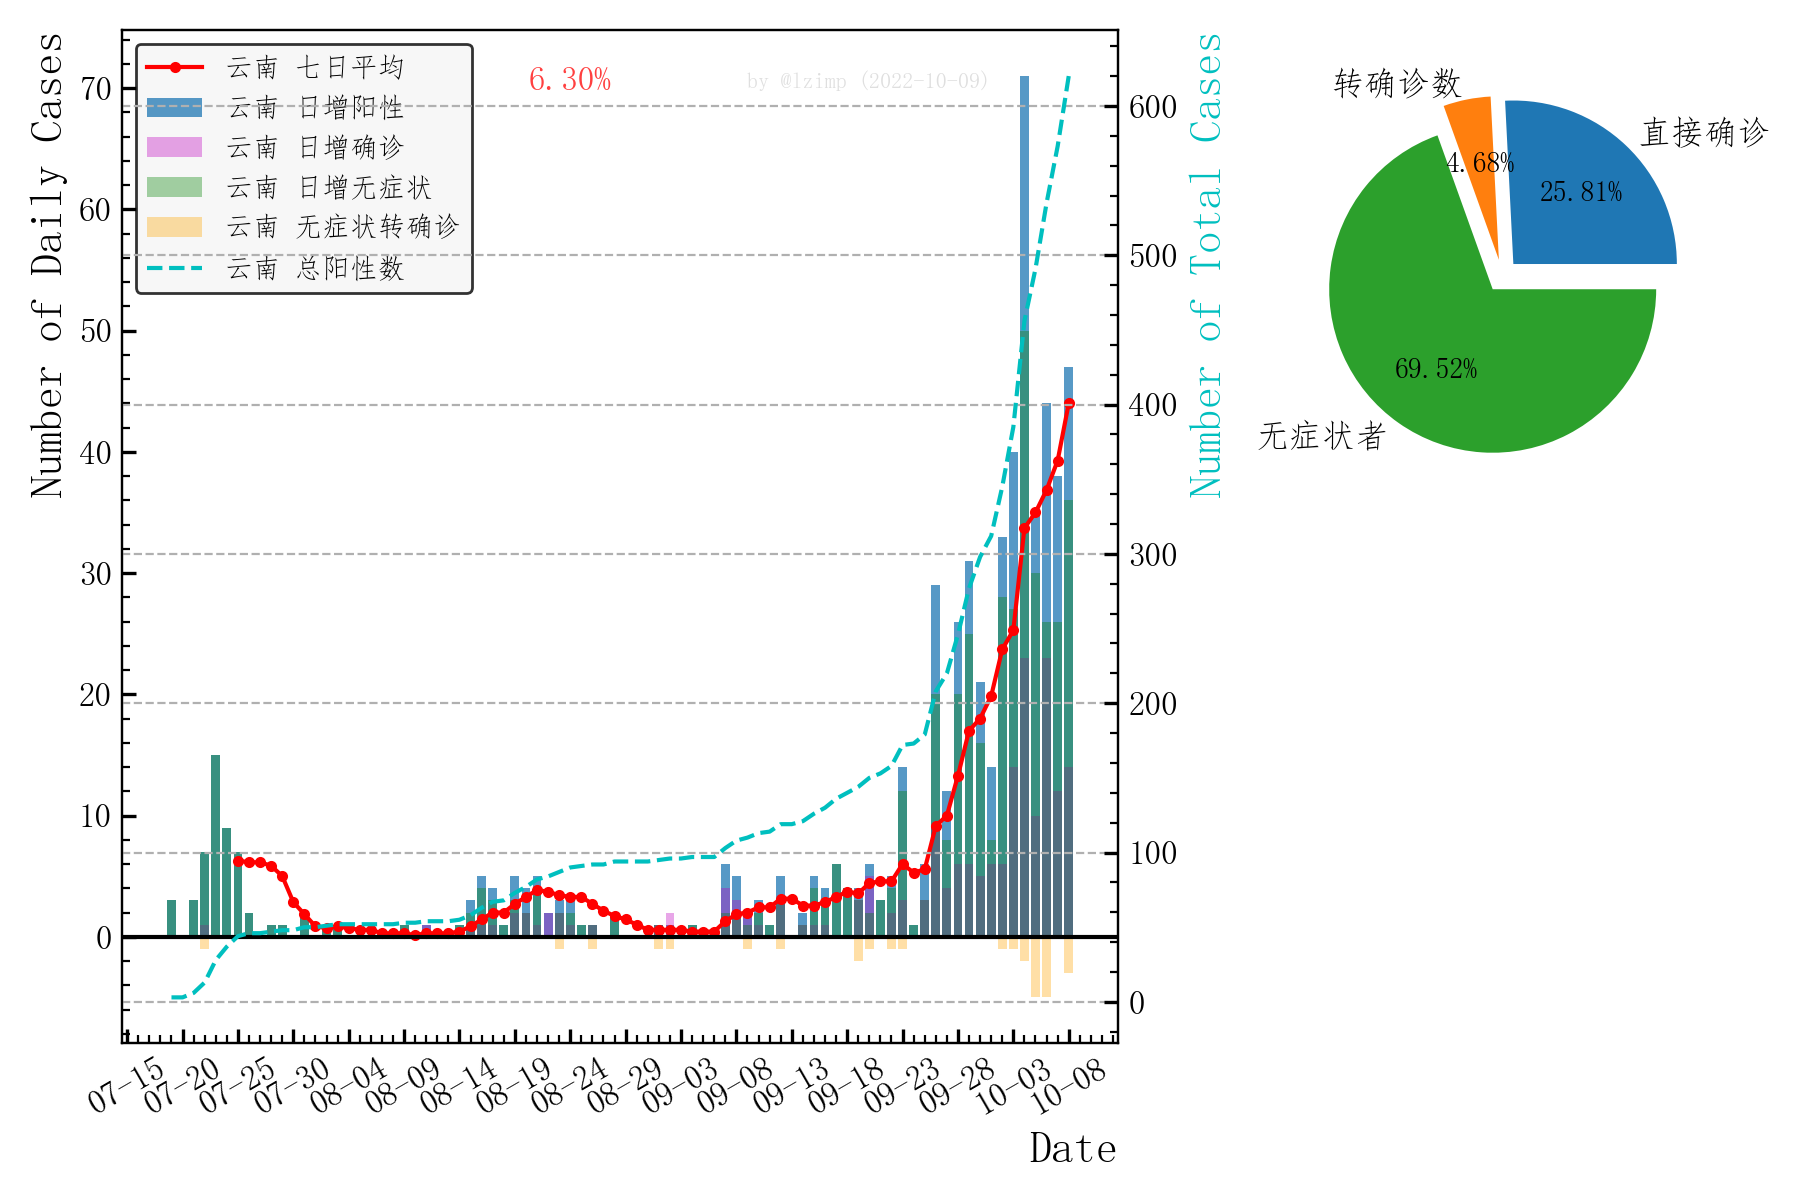 云南 七日平均
云南 日增阳性
云南 日增确诊
云南 日增无症状
云南 无症状转确诊
云南 总阳性数
6.30%
by @lzimp (2022-10-09)
Number of Daily Cases
70
60
50
40
30
20
10
0
07-15
07-20
07-25
07-30
08-04
08-09
08-14
08-19
08-24
08-29
09-03
09-08
09-13
09-18
09-23
09-28
10-03
10-08
Date
600
500
400
300
200
100
0
Number of Total Cases
转确诊数
直接确诊
4.68%
25.81%
69.52%
无症状者